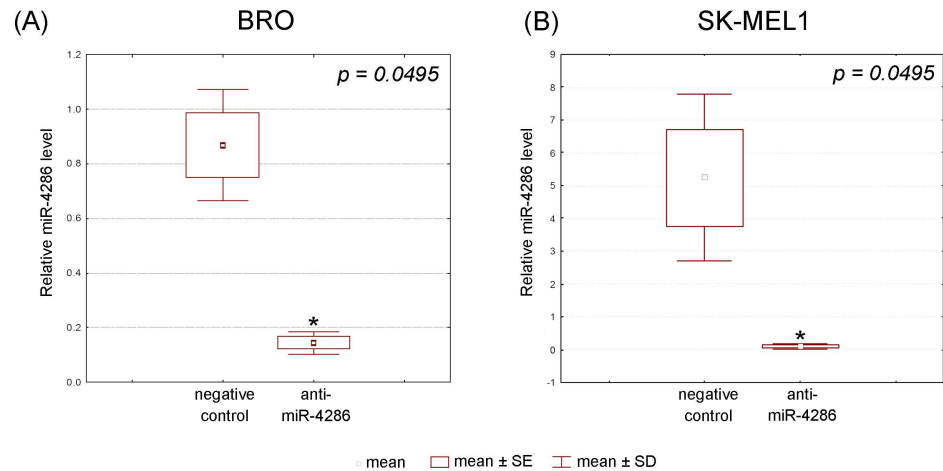 (A) BRO
p = 0.0495
Relative miR-4286 level
1.2
1.0
0.8
0.6
0.4
0.2
0.0
*
negative control
anti-miR-4286
(B) SK-MEL1
p = 0.0495
Relative miR-4286 level
9
8
7
6
5
4
3
2
1
0
-1
*
negative control
anti-miR-4286
mean mean ± SE mean ± SD